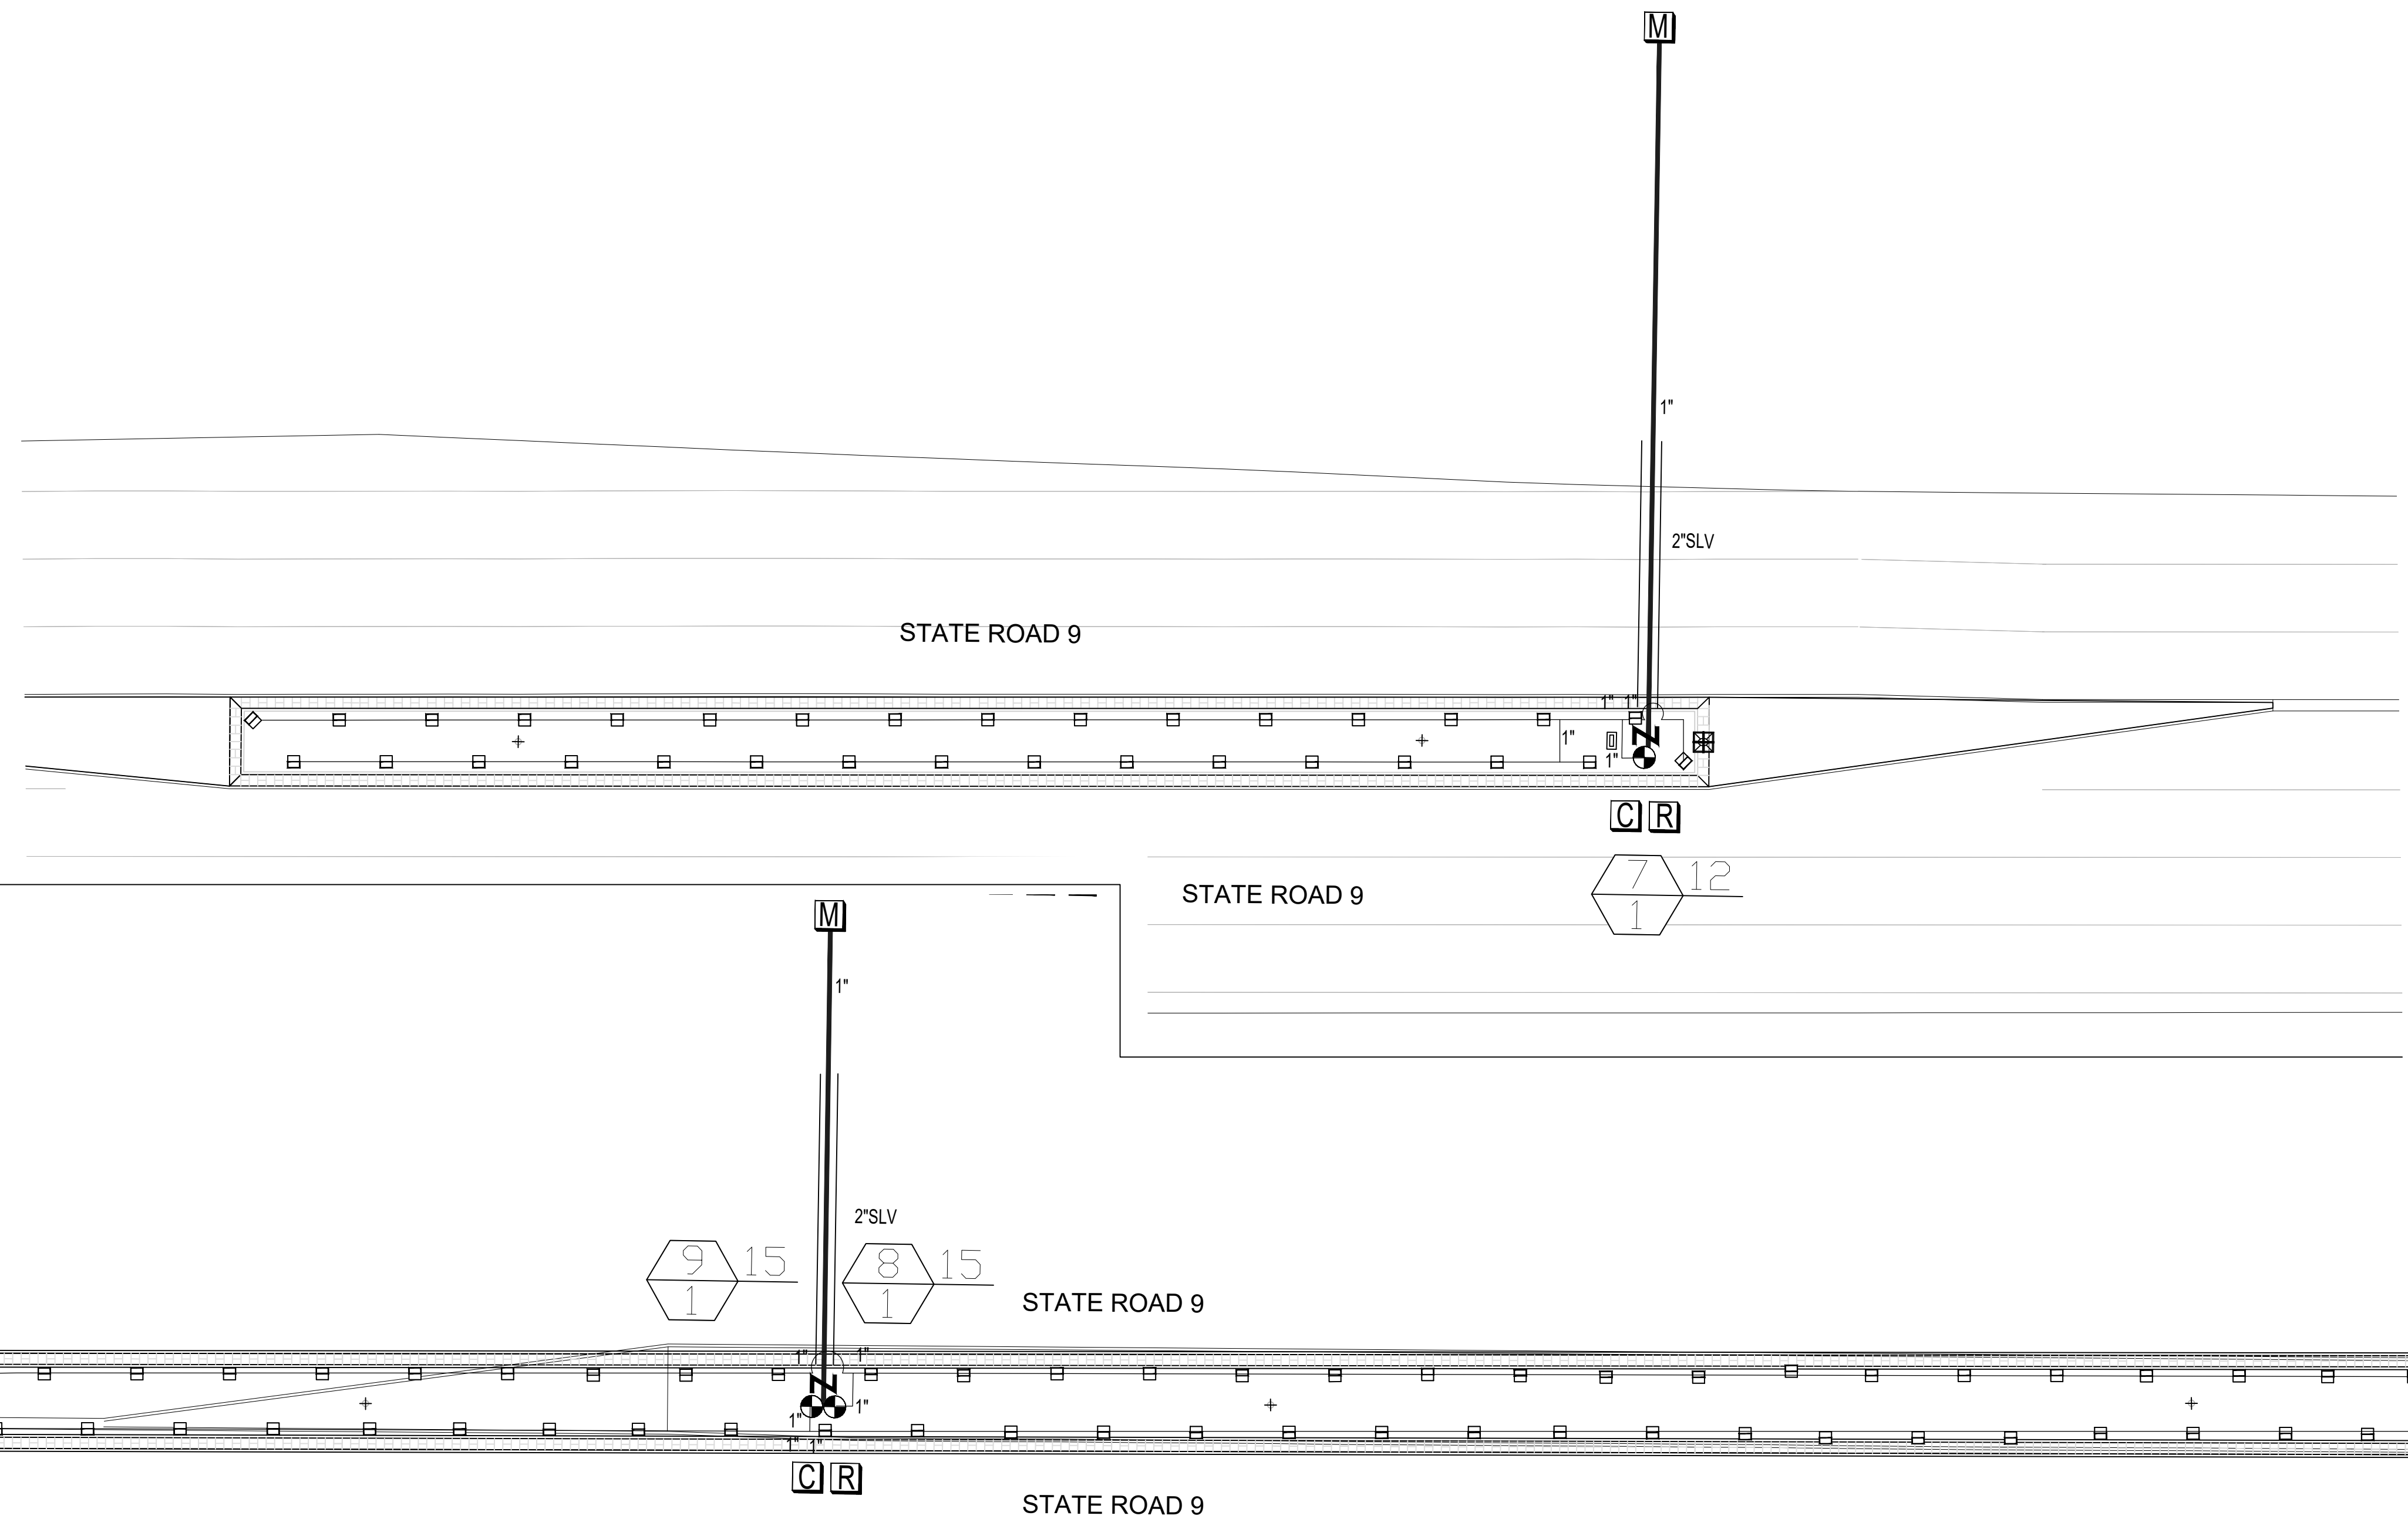 M
1"
2"SLV
STATE ROAD 9
1" 1"
1"
1"
C R
7 12
1
STATE ROAD 9
M
1"
2"SLV
9 15
1
8 15
1
STATE ROAD 9
1" 1"
1" 1"
1" 1"
C R
STATE ROAD 9